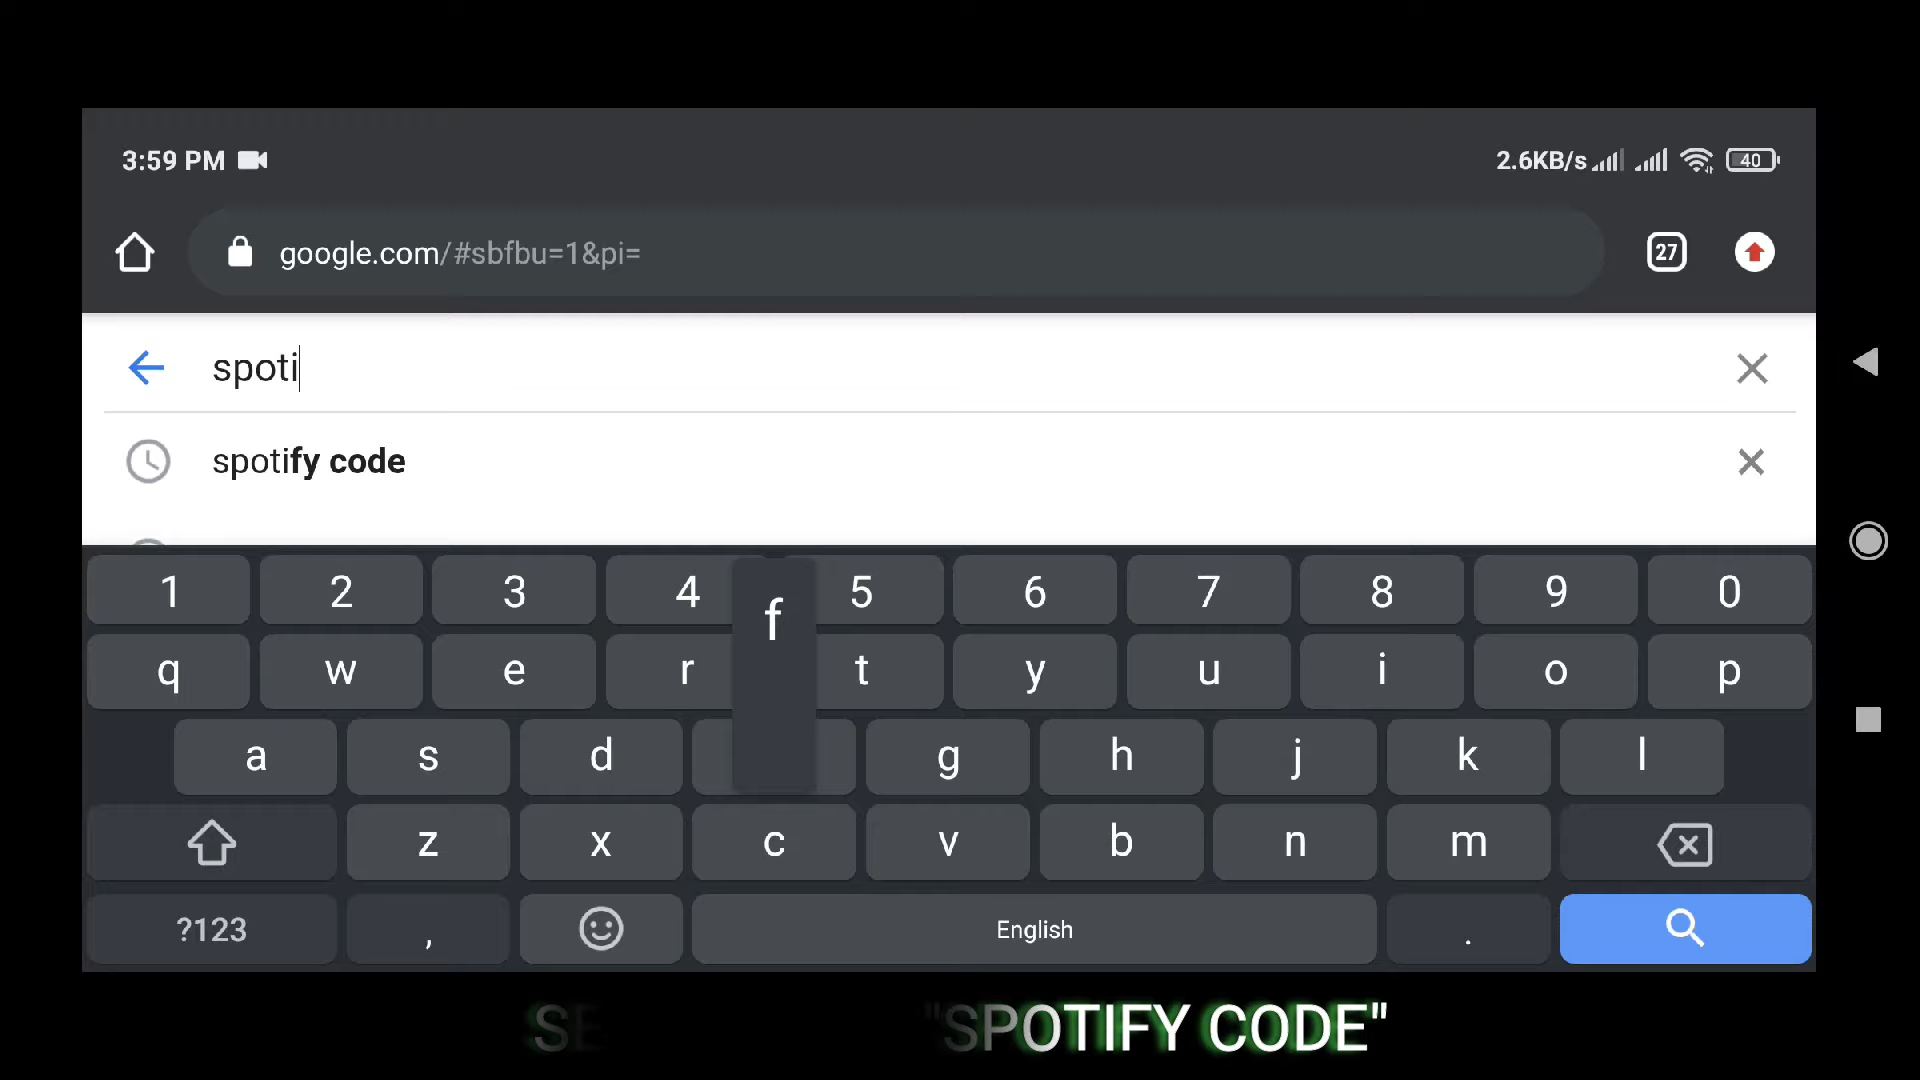 3:59 PM 2.6KB/s 40
google.com/#sbfbu=1&pi= 27
spoti
spotify code
1 2 3 4 5 6 7 8 9 0
f
q w e r t y u i o p
a s d g h j k l
z x c v b n m
?123 , English .
SE "SPOTIFY CODE"